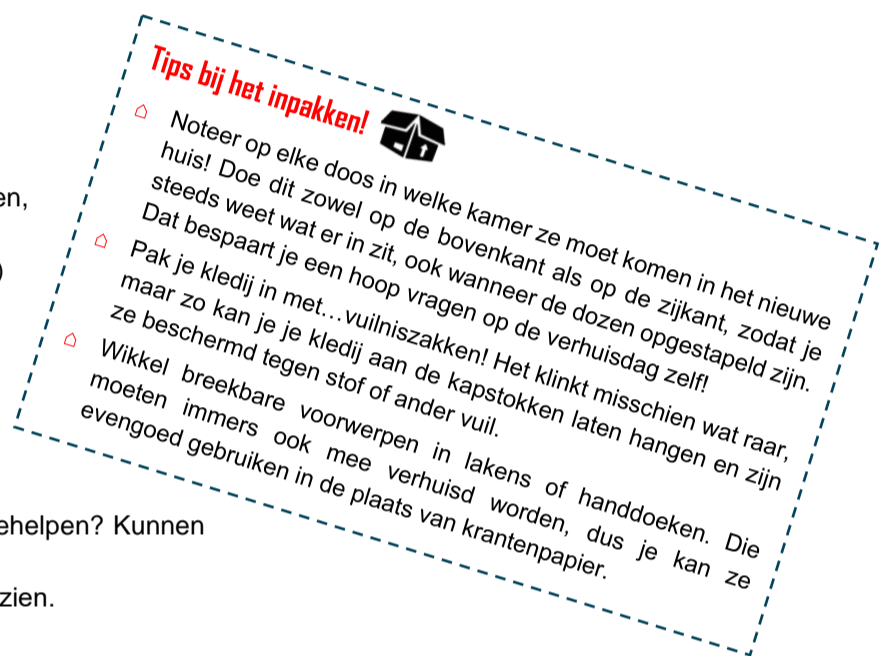 Tips bij het inpakken!
Noteer op elke doos in welke kamer ze moet komen in het nieuwe
huis! Doe dit zowel op de bovenkant als op de zijkant, zodat je
steeds weet wat er in zit, ook wanneer de dozen opgestapeld zijn.
Dat bespaart je een hoop vragen op de verhuisdag zelf!
Pak je kledij in met…vuilniszakken! Het klinkt misschien wat raar,
maar zo kan je je kledij aan de kapstokken laten hangen en zijn
ze beschermd tegen stof of ander vuil.
Wikkel breekbare voorwerpen in lakens of handdoeken. Die
moeten immers ook mee verhuisd worden, dus je kan ze
evengoed gebruiken in de plaats van krantenpapier.
en,
)
ehelpen? Kunnen
zien.